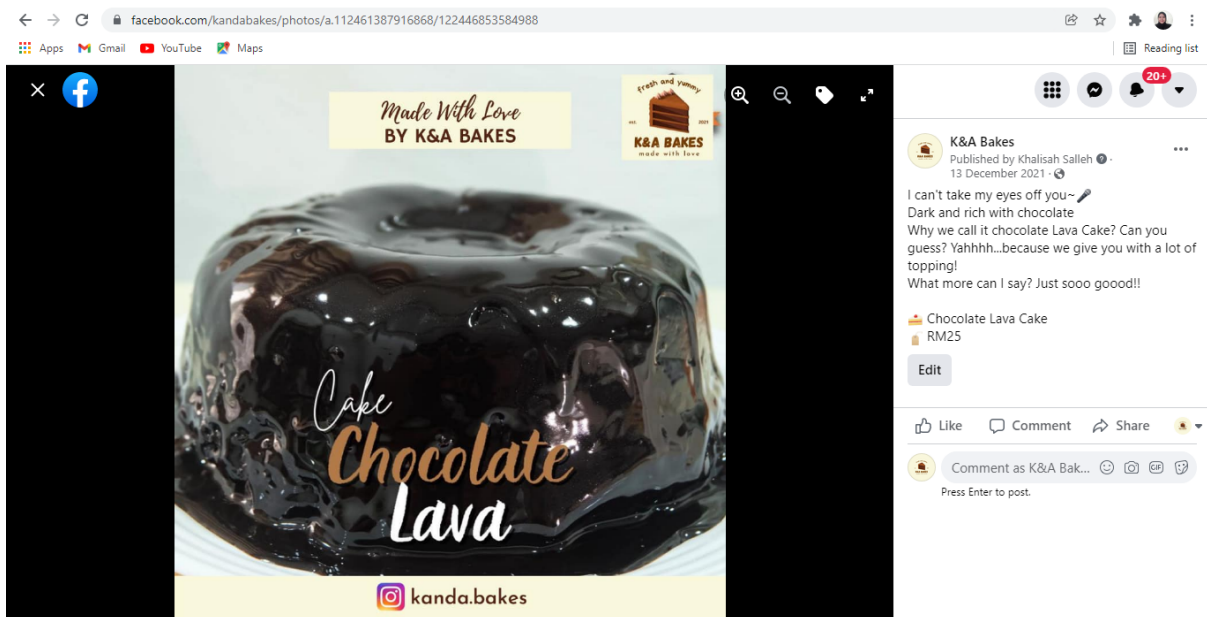 facebook.com/kandabakes/photos/a.112461387916868/122446853584988
Apps
Gmail
YouTube
Maps
Reading list
Made With Love
BY K&A BAKES
fresh and yummy
est.
2021
K&A BAKES
made with love
Cake
Chocolate
Lava
kanda.bakes
20+
K&A Bakes
Published by Khalisah Salleh ·
13 December 2021 ·
I can't take my eyes off you~
Dark and rich with chocolate
Why we call it chocolate Lava Cake? Can you
guess? Yahhhh...because we give you with a lot of
topping!
What more can I say? Just sooo goood!!
Chocolate Lava Cake
RM25
Edit
Like
Comment
Share
Comment as K&A Bak...
GIF
Press Enter to post.